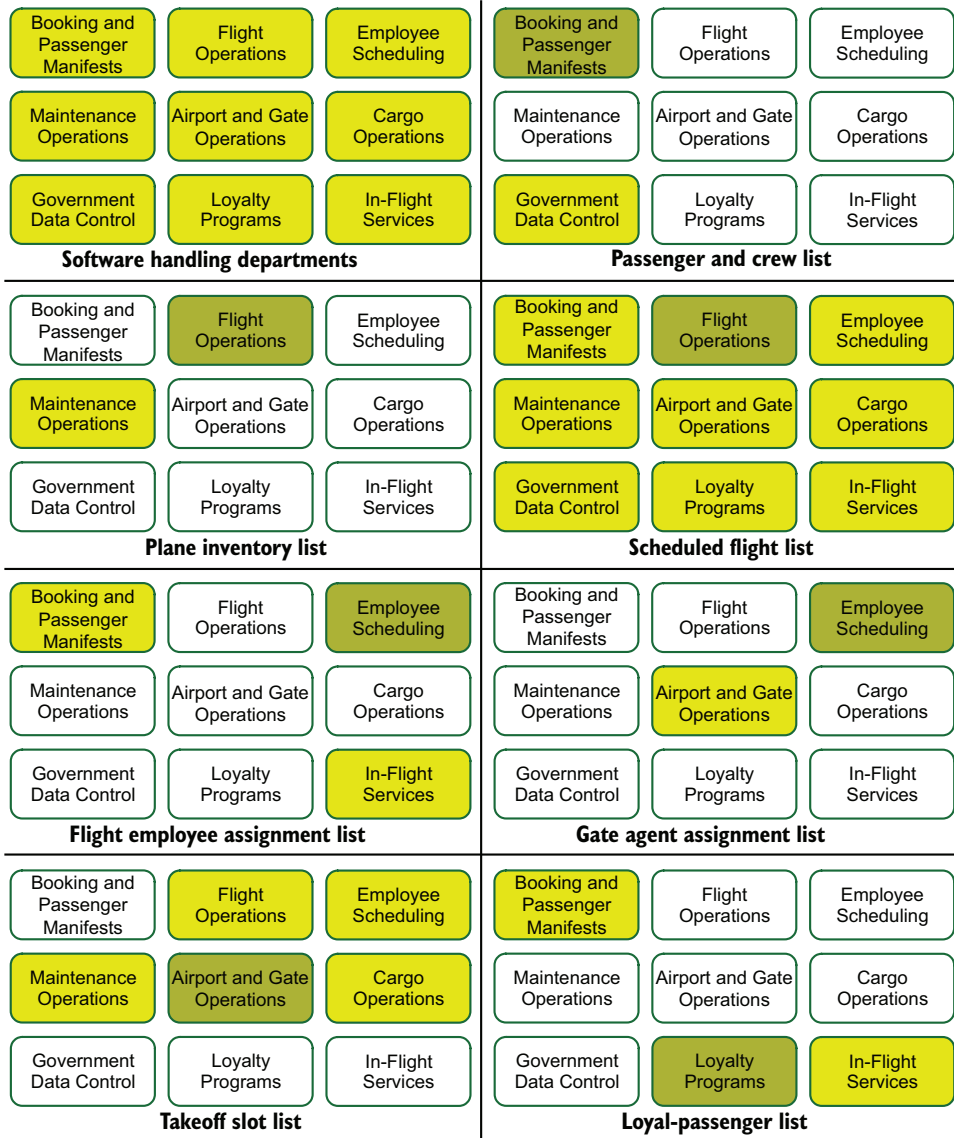 Booking and
Passenger
Manifests
Flight
Operations
Employee
Scheduling
Maintenance
Operations
Airport and Gate
Operations
Cargo
Operations
Government
Data Control
Loyalty
Programs
In-Flight
Services
Software handling departments
Booking and
Passenger
Manifests
Flight
Operations
Employee
Scheduling
Maintenance
Operations
Airport and Gate
Operations
Cargo
Operations
Government
Data Control
Loyalty
Programs
In-Flight
Services
Passenger and crew list
Booking and
Passenger
Manifests
Flight
Operations
Employee
Scheduling
Maintenance
Operations
Airport and Gate
Operations
Cargo
Operations
Government
Data Control
Loyalty
Programs
In-Flight
Services
Plane inventory list
Booking and
Passenger
Manifests
Flight
Operations
Employee
Scheduling
Maintenance
Operations
Airport and Gate
Operations
Cargo
Operations
Government
Data Control
Loyalty
Programs
In-Flight
Services
Scheduled flight list
Booking and
Passenger
Manifests
Flight
Operations
Employee
Scheduling
Maintenance
Operations
Airport and Gate
Operations
Cargo
Operations
Government
Data Control
Loyalty
Programs
In-Flight
Services
Flight employee assignment list
Booking and
Passenger
Manifests
Flight
Operations
Employee
Scheduling
Maintenance
Operations
Airport and Gate
Operations
Cargo
Operations
Government
Data Control
Loyalty
Programs
In-Flight
Services
Gate agent assignment list
Booking and
Passenger
Manifests
Flight
Operations
Employee
Scheduling
Maintenance
Operations
Airport and Gate
Operations
Cargo
Operations
Government
Data Control
Loyalty
Programs
In-Flight
Services
Takeoff slot list
Booking and
Passenger
Manifests
Flight
Operations
Employee
Scheduling
Maintenance
Operations
Airport and Gate
Operations
Cargo
Operations
Government
Data Control
Loyalty
Programs
In-Flight
Services
Loyal-passenger list